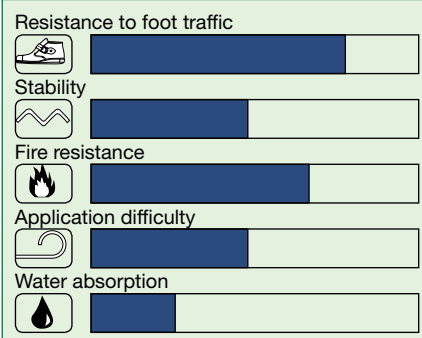 Resistance to foot traffic
Stability
Fire resistance
Application difficulty
Water absorption